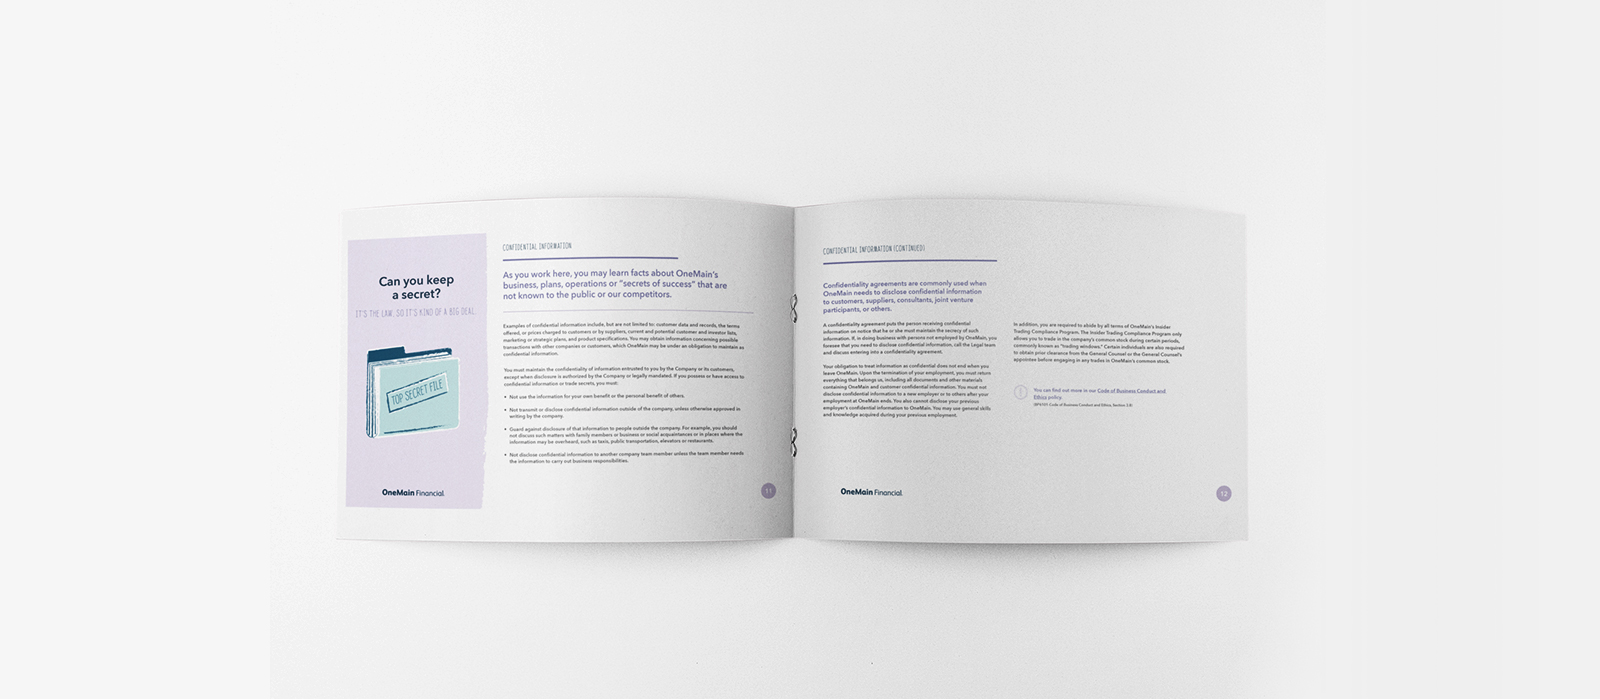 Can you keep
a secret?
IT'S THE LAW, SO IT'S KIND OF A BIG DEAL.
TOP SECRET FILE
OneMain Financial
CONFIDENTIAL INFORMATION
As you work here, you may learn facts about OneMain's
business, plans, operations or “secrets of success” that are
not known to the public or our competitors.
Examples of confidential information include, but are not limited to: customer data and records, the terms
offered, or prices charged to customers or by suppliers, current and potential customer and investor lists,
marketing or strategic plans, and product specifications. You may obtain information concerning possible
transactions with other companies or customers, which OneMain may be under an obligation to maintain as
confidential information.
You must maintain the confidentiality of information entrusted to you by the Company or its customers,
except when disclosure is authorized by the Company or legally mandated. If you possess or have access to
confidential information or trade secrets, you must:
• Not use the information for your own benefit or the personal benefit of others.
• Not transmit or disclose confidential information outside of the company, unless otherwise approved in
writing by the company.
• Guard against disclosure of that information to people outside the company. For example, you should
not discuss such matters with family members or business or social acquaintances or in places where the
information may be overheard, such as taxis, public transportation, elevators or restaurants.
• Not disclose confidential information to another company team member unless the team member needs
the information to carry out business responsibilities.
11
CONFIDENTIAL INFORMATION (CONTINUED)
Confidentiality agreements are commonly used when
OneMain needs to disclose confidential information
to customers, suppliers, consultants, joint venture
participants, or others.
A confidentiality agreement puts the person receiving confidential
information on notice that he or she must maintain the secrecy of such
information. If, in doing business with persons not employed by OneMain, you
foresee that you need to disclose confidential information, call the Legal team
and discuss entering into a confidentiality agreement.
Your obligation to treat information as confidential does not end when you
leave OneMain. Upon the termination of your employment, you must return
everything that belongs us, including all documents and other materials
containing OneMain and customer confidential information. You must not
disclose confidential information to a new employer or to others after your
employment at OneMain ends. You also cannot disclose your previous
employer's confidential information to OneMain. You may use general skills
and knowledge acquired during your previous employment.
In addition, you are required to abide by all terms of OneMain's Insider
Trading Compliance Program. The Insider Trading Compliance Program only
allows you to trade in the company's common stock during certain periods,
commonly known as “trading windows.” Certain individuals are also required
to obtain prior clearance from the General Counsel or the General Counsel's
appointee before engaging in any trades in OneMain's common stock.
You can find out more in our Code of Business Conduct and
Ethics policy.
Code of Business Conduct and Ethics, Section
OneMain Financial
12